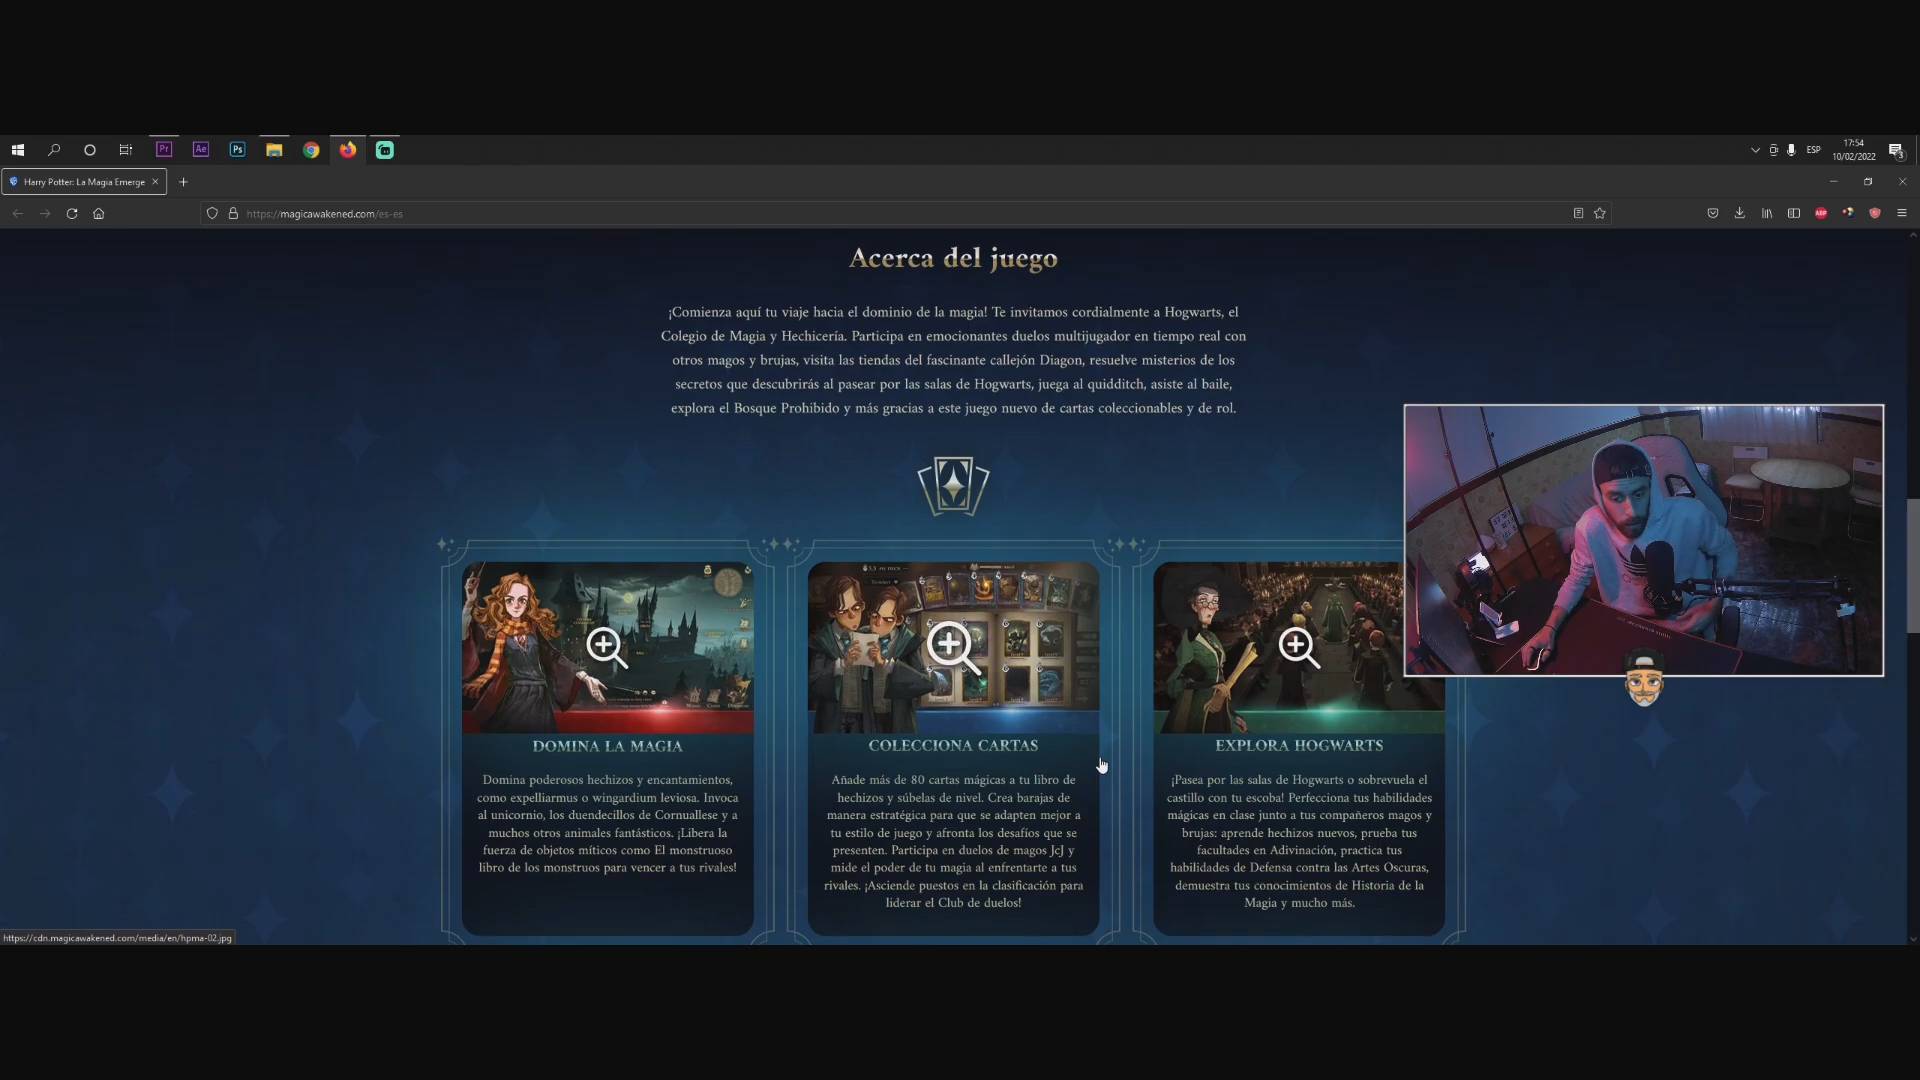 Pr
Ae
Ps
ESP
17:54
10/02/2022
3
Harry Potter: La Magia Emerge
https://magicawakened.com/es-es
ABP
Acerca del juego
¡Comienza aquí tu viaje hacia el dominio de la magia! Te invitamos cordialmente a Hogwarts, el
Colegio de Magia y Hechicería. Participa en emocionantes duelos multijugador en tiempo real con
otros magos y brujas, visita las tiendas del fascinante callejón Diagon, resuelve misterios de los
secretos que descubrirás al pasear por las salas de Hogwarts, juega al quidditch, asiste al baile,
explora el Bosque Prohibido y más gracias a este juego nuevo de cartas coleccionables y de rol.
DOMINA LA MAGIA
Domina poderosos hechizos y encantamientos,
como expelliarmus o wingardium leviosa. Invoca
al unicornio, los duendecillos de Cornuallese y a
muchos otros animales fantásticos. ¡Libera la
fuerza de objetos míticos como El monstruoso
libro de los monstruos para vencer a tus rivales!
COLECCIONA CARTAS
Añade más de 80 cartas mágicas a tu libro de
hechizos y súbelas de nivel. Crea barajas de
manera estratégica para que se adapten mejor a
tu estilo de juego y afronta los desafíos que se
presenten. Participa en duelos de magos JcJ y
mide el poder de tu magia al enfrentarte a tus
rivales. ¡Asciende puestos en la clasificación para
liderar el Club de duelos!
EXPLORA HOGWARTS
¡Pasea por las salas de Hogwarts o sobrevuela el
castillo con tu escoba! Perfecciona tus habilidades
mágicas en clase junto a tus compañeros magos y
brujas: aprende hechizos nuevos, prueba tus
facultades en Adivinación, practica tus
habilidades de Defensa contra las Artes Oscuras,
demuestra tus conocimientos de Historia de la
Magia y mucho más.
https://cdn.magicawakened.com/media/en/hpma-02.jpg